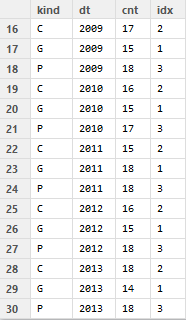 kind dt cnt idx
16 C 2009 17 2
17 G 2009 15 1
18 P 2009 18 3
19 C 2010 16 2
20 G 2010 15 1
21 P 2010 17 3
22 C 2011 15 2
23 G 2011 18 1
24 P 2011 18 3
25 C 2012 16 2
26 G 2012 15 1
27 P 2012 18 3
28 C 2013 18 2
29 G 2013 14 1
30 P 2013 18 3